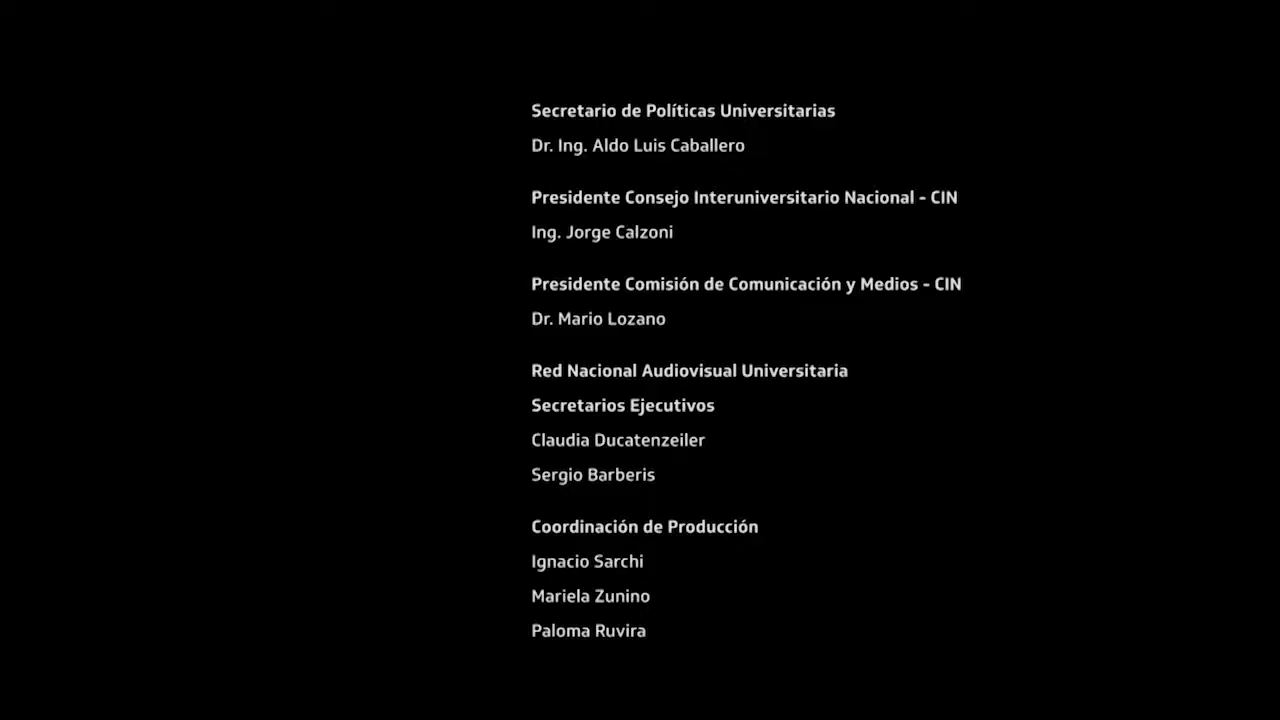 Secretario de Políticas Universitarias
Dr. Ing. Aldo Luis Caballero
Presidente Consejo Interuniversitario Nacional - CIN
Ing. Jorge Calzoni
Presidente Comisión de Comunicación y Medios - CIN
Dr. Mario Lozano
Red Nacional Audiovisual Universitaria
Secretarios Ejecutivos
Claudia Ducatenzeiler
Sergio Barberis
Coordinación de Producción
Ignacio Sarchi
Mariela Zunino
Paloma Ruvira